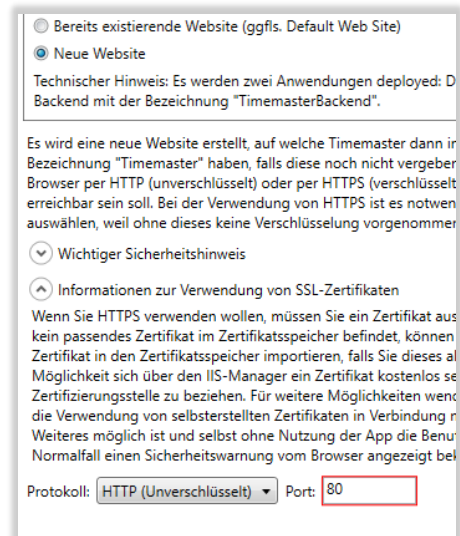 Bereits existierende Website (ggfls. Default Web Site)
Neue Website
Technischer Hinweis: Es werden zwei Anwendungen deployed: D
Backend mit der Bezeichnung "TimemasterBackend".
Es wird eine neue Website erstellt, auf welche Timemaster dann in
Bezeichnung "Timemaster" haben, falls diese noch nicht vergeben
Browser per HTTP (unverschlüsselt) oder per HTTPS (verschlüsselt
erreichbar sein soll. Bei der Verwendung von HTTPS ist es notwen
auswählen, weil ohne dieses keine Verschlüsselung vorgenommer
Wichtiger Sicherheitshinweis
Informationen zur Verwendung von SSL-Zertifikaten
Wenn Sie HTTPS verwenden wollen, müssen Sie ein Zertifikat aus
kein passendes Zertifikat im Zertifikatsspeicher befindet, können
Zertifikat in den Zertifikatsspeicher importieren, falls Sie dieses al
Möglichkeit sich über den IIS-Manager ein Zertifikat kostenlos se
Zertifizierungsstelle zu beziehen. Für weitere Möglichkeiten wend
die Verwendung von selbsterstellten Zertifikaten in Verbindung n
Weiteres möglich ist und selbst ohne Nutzung der App die Benu
Normalfall einen Sicherheitswarnung vom Browser angezeigt bek
Protokoll: HTTP (Unverschlüsselt) Port: 80